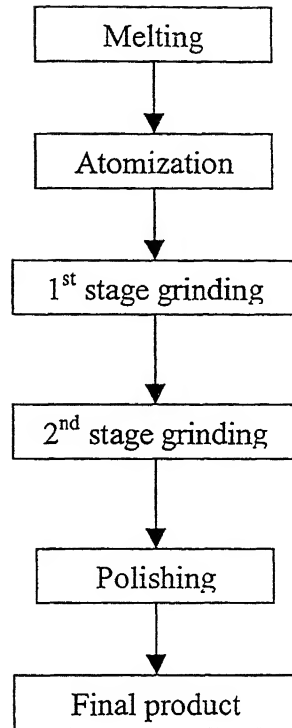 Melting
Atomization
1st stage grinding
2nd stage grinding
Polishing
Final product